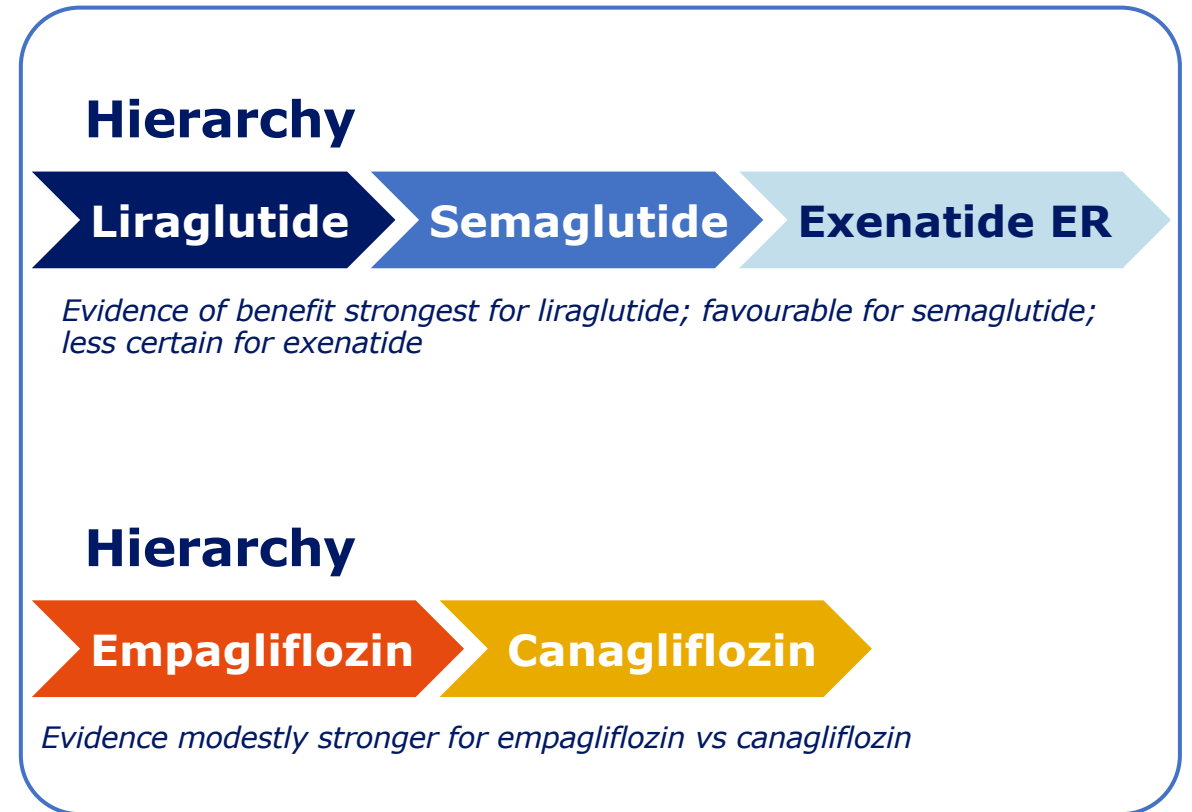 Hierarchy
Liraglutide Semaglutide Exenatide ER
Evidence of benefit strongest for liraglutide; favourable for semaglutide;
less certain for exenatide
Hierarchy
Empagliflozin Canagliflozin
Evidence modestly stronger for empagliflozin vs canagliflozin